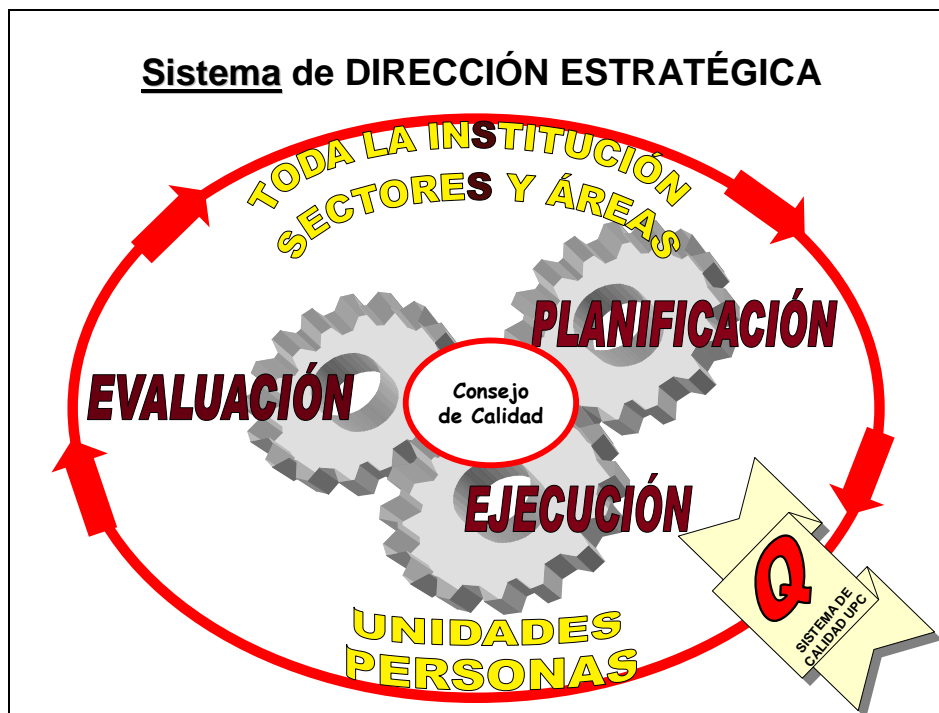 Sistema de DIRECCIÓN ESTRATÉGICA
TODA LA INSTITUCIÓN
SECTORES Y ÁREAS
PLANIFICACIÓN
EVALUACIÓN
Consejo
de Calidad
EJECUCIÓN
Q
SISTEMA DE
CALIDAD UPC
UNIDADES
PERSONAS